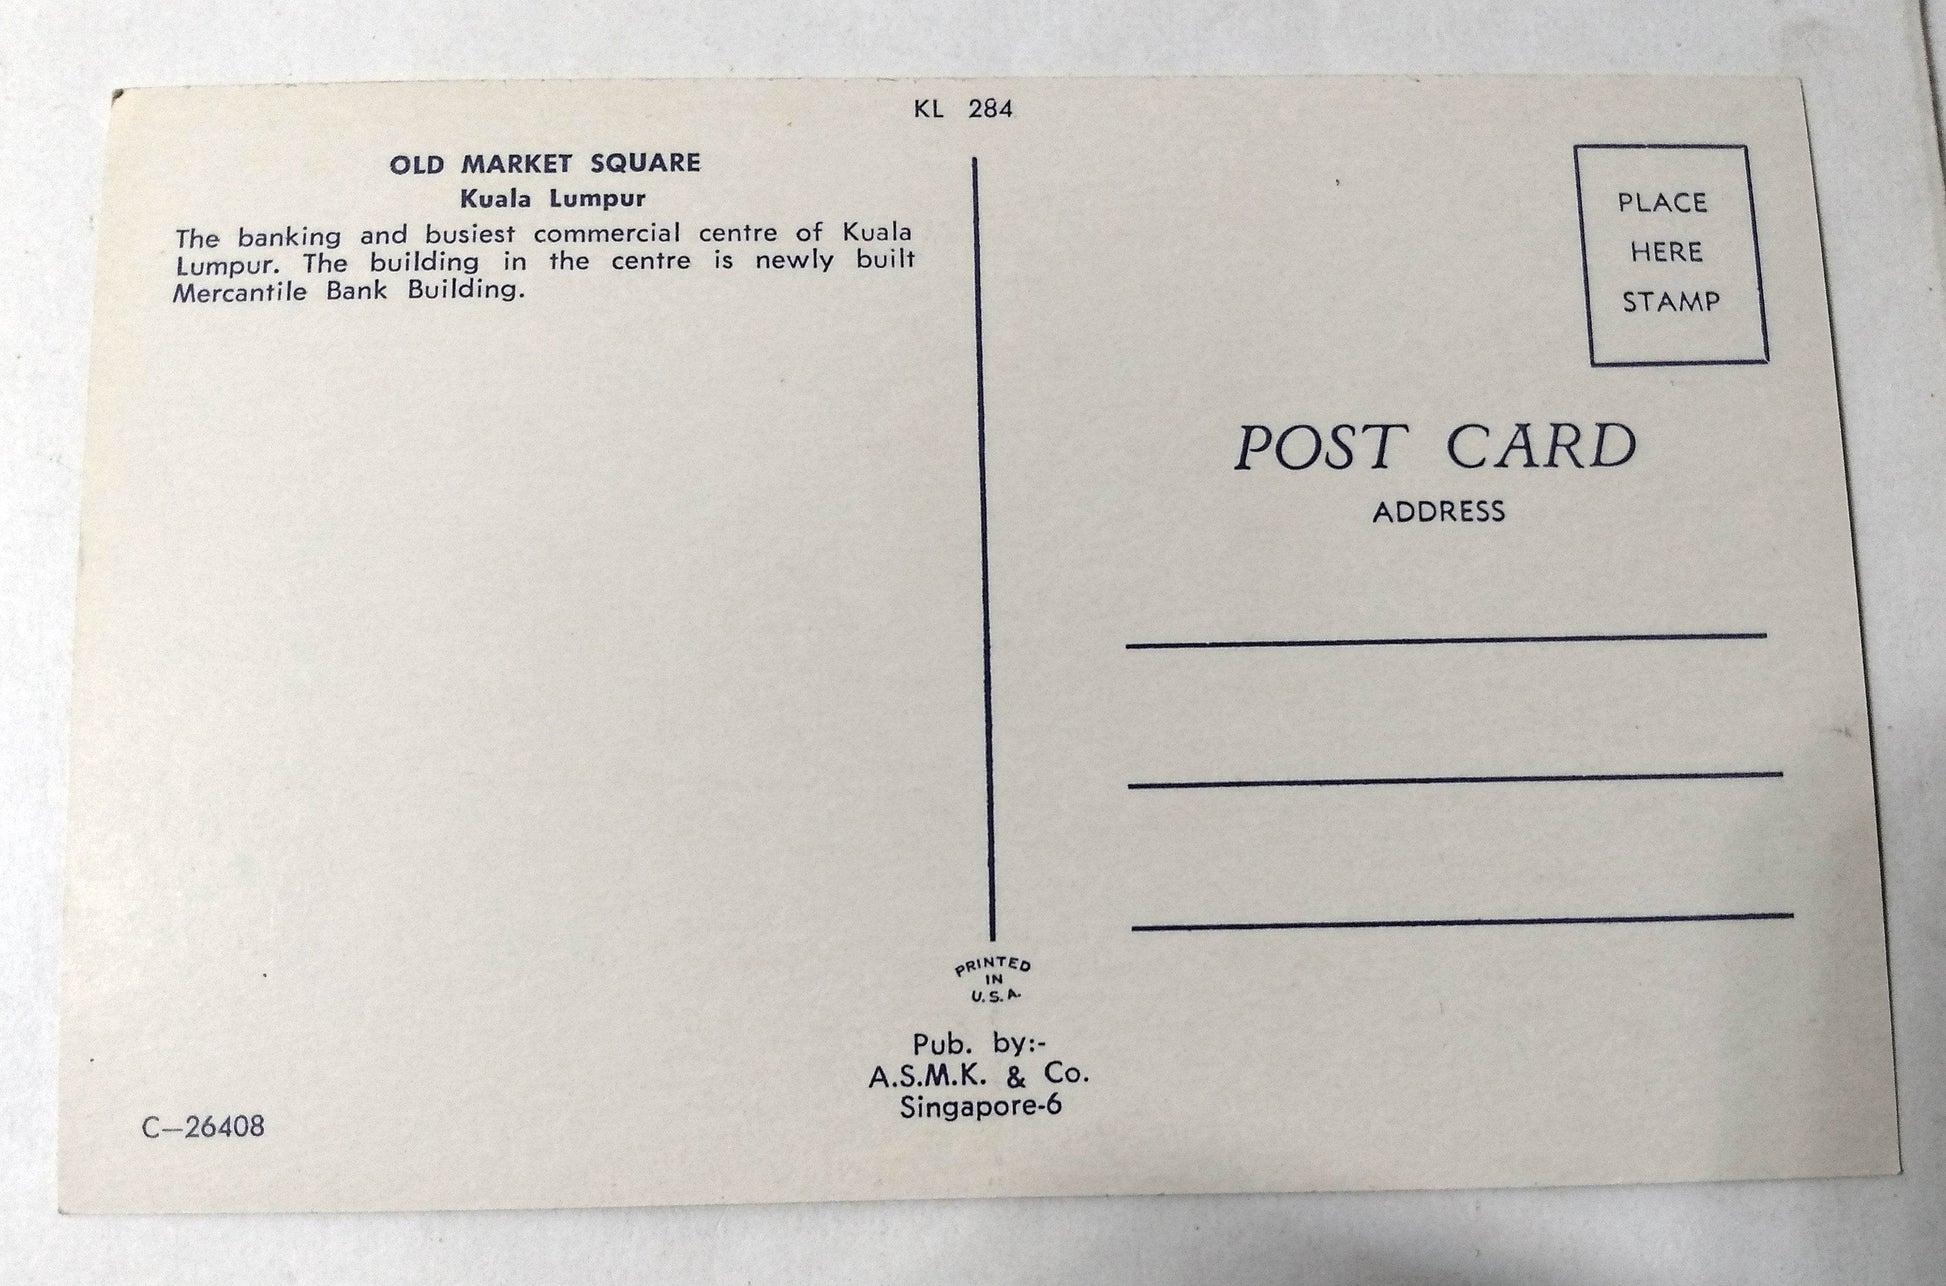 KL 284
OLD MARKET SQUARE
Kuala Lumpur
The banking and busiest commercial centre of Kuala
Lumpur. The building in the centre is newly built
Mercantile Bank Building.
PLACE
HERE
STAMP
POST CARD
ADDRESS
PRINTED
IN
U.S.A.
Pub. by:-
A.S.M.K. & Co.
Singapore-6
C—26408